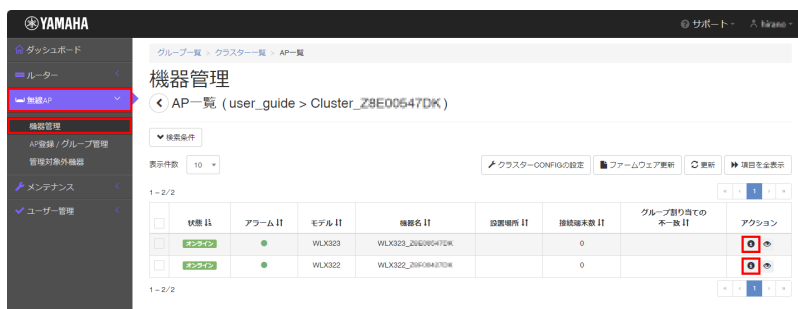 YAMAHA
サポート
ダッシュボード
ルーター
無線AP
機器管理
AP登録 / グループ管理
管理対象外機器
メンテナンス
ユーザー管理
グループ一覧 > クラスター一覧 > AP一覧
機器管理
AP一覧 ( user_guide > Cluster_ )
検索条件
表示件数 10
クラスターCONFIGの設定 ファームウェア更新 更新 項目を全表示
1 – 2/2
« ‹ 1 › »
状態 アラーム モデル 機器名 設置場所 接続端末数 グループ割り当ての
不一致 アクション
オンライン WLX323 WLX323_ 0
オンライン WLX322 WLX322_ 0
1 – 2/2
« ‹ 1 › »